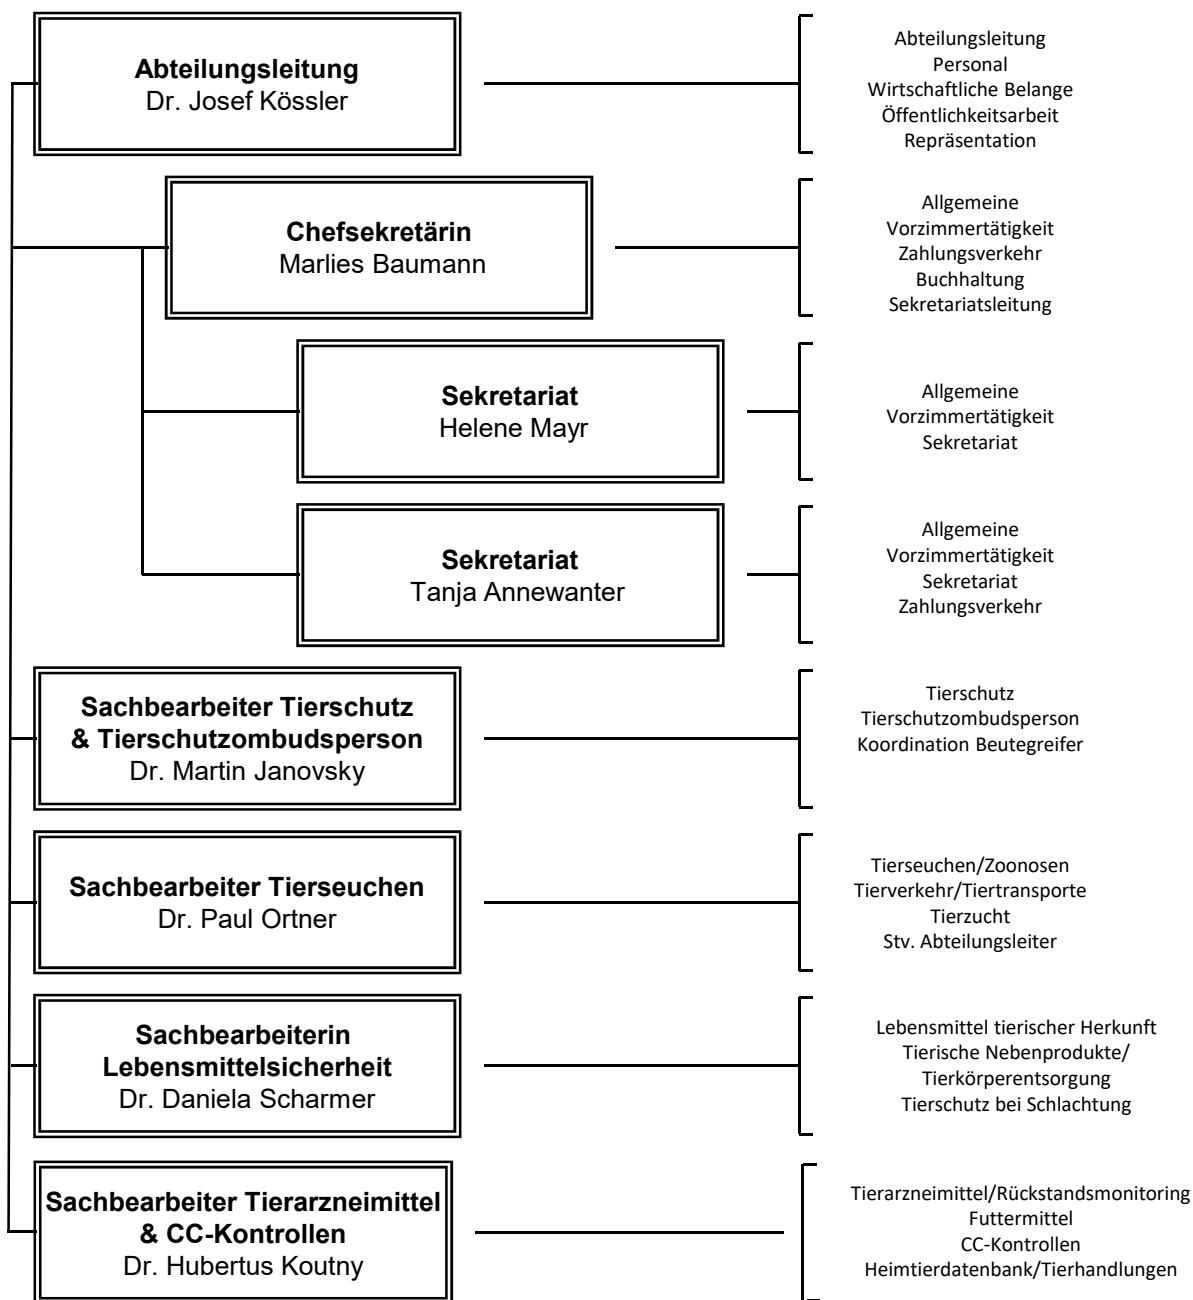 Abteilungsleitung
Dr. Josef Kössler
Abteilungsleitung
Personal
Wirtschaftliche Belange
Öffentlichkeitsarbeit
Repräsentation
Chefsekretärin
Marlies Baumann
Allgemeine
Vorzimmertätigkeit
Zahlungsverkehr
Buchhaltung
Sekretariatsleitung
Sekretariat
Helene Mayr
Allgemeine
Vorzimmertätigkeit
Sekretariat
Sekretariat
Tanja Annewanter
Allgemeine
Vorzimmertätigkeit
Sekretariat
Zahlungsverkehr
Sachbearbeiter Tierschutz
& Tierschutzombudsperson
Dr. Martin Janovsky
Tierschutz
Tierschutzombudsperson
Koordination Beutegreifer
Sachbearbeiter Tierseuchen
Dr. Paul Ortner
Tierseuchen/Zoonosen
Tierverkehr/Tiertransporte
Tierzucht
Stv. Abteilungsleiter
Sachbearbeiterin
Lebensmittelsicherheit
Dr. Daniela Scharmer
Lebensmittel tierischer Herkunft
Tierische Nebenprodukte/
Tierkörperentsorgung
Tierschutz bei Schlachtung
Sachbearbeiter Tierarzneimittel
& CC-Kontrollen
Dr. Hubertus Koutny
Tierarzneimittel/Rückstandsmonitoring
Futtermittel
CC-Kontrollen
Heimtierdatenbank/Tierhandlungen